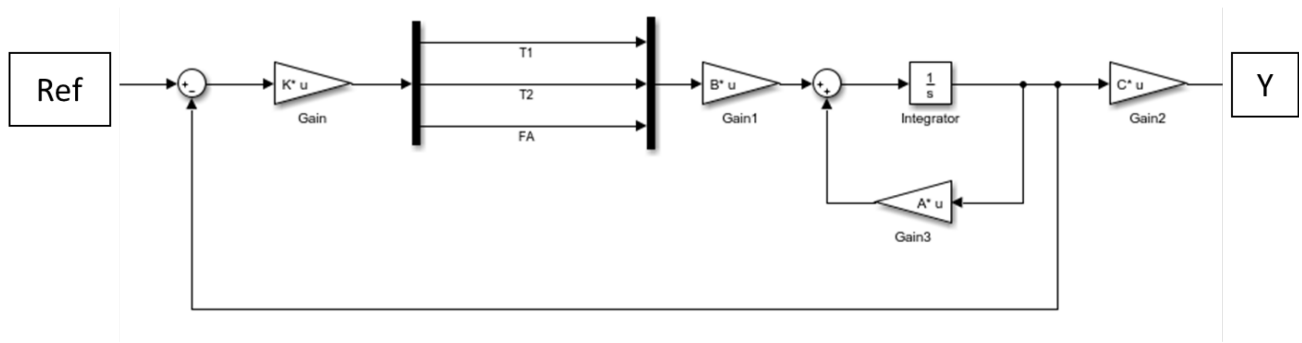 Ref
+
-
K* u
Gain
T1
T2
FA
B* u
Gain1
+
+
1
s
Integrator
C* u
Gain2
Y
A* u
Gain3